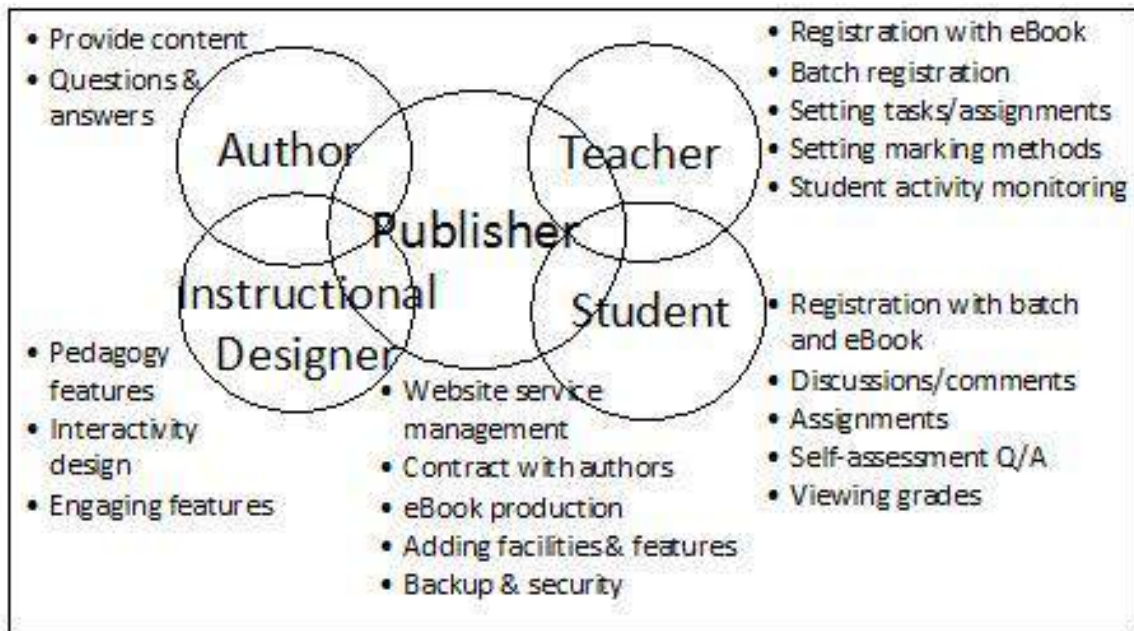 • Provide content
• Questions &
answers
Author
Instructional
Designer
• Pedagogy
features
• Interactivity
design
• Engaging features
Publisher
• Website service
management
• Contract with authors
• eBook production
• Adding facilities & features
• Backup & security
Teacher
• Registration with eBook
• Batch registration
• Setting tasks/assignments
• Setting marking methods
• Student activity monitoring
Student
• Registration with batch
and eBook
• Discussions/comments
• Assignments
• Self-assessment Q/A
• Viewing grades